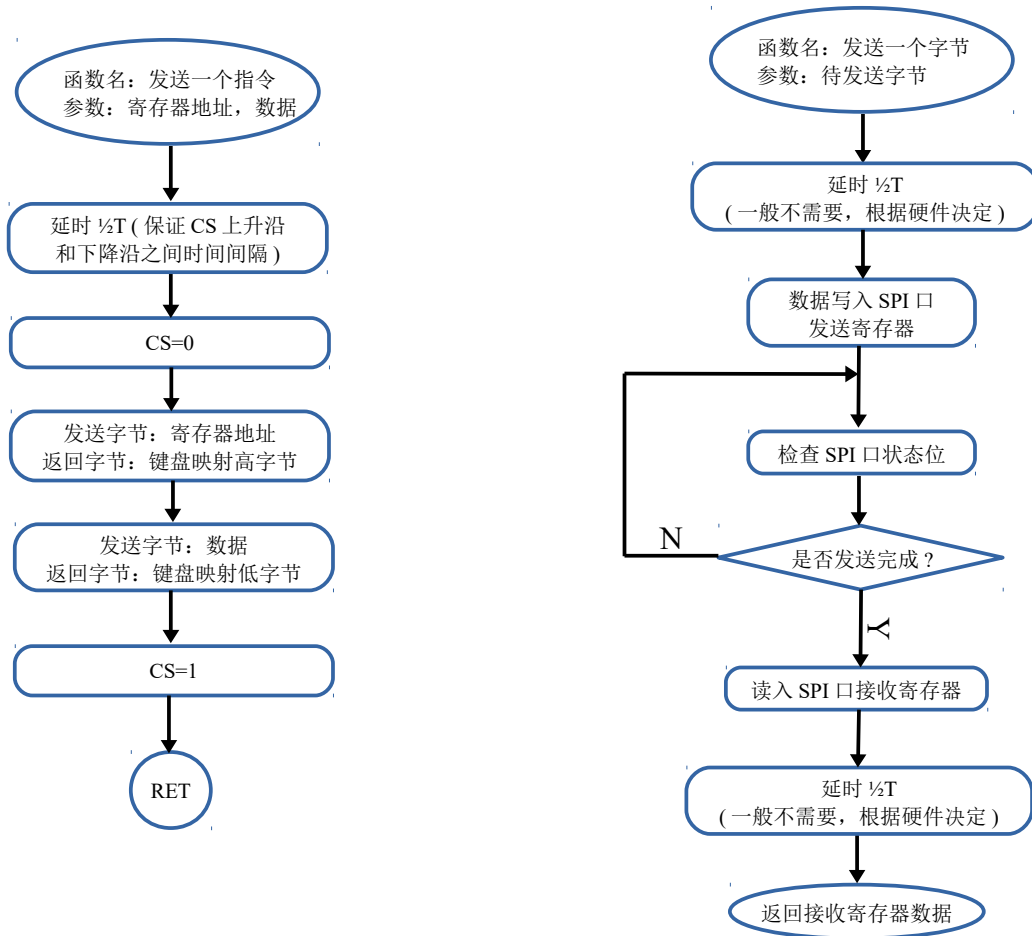 函数名：发送一个指令
参数：寄存器地址，数据
延时 ½T ( 保证 CS 上升沿
和下降沿之间时间间隔 )
CS=0
发送字节：寄存器地址
返回字节：键盘映射高字节
发送字节：数据
返回字节：键盘映射低字节
CS=1
RET
函数名：发送一个字节
参数：待发送字节
延时 ½T
( 一般不需要，根据硬件决定 )
数据写入 SPI 口
发送寄存器
检查 SPI 口状态位
N
是否发送完成 ?
Y
读入 SPI 口接收寄存器
延时 ½T
( 一般不需要，根据硬件决定 )
返回接收寄存器数据